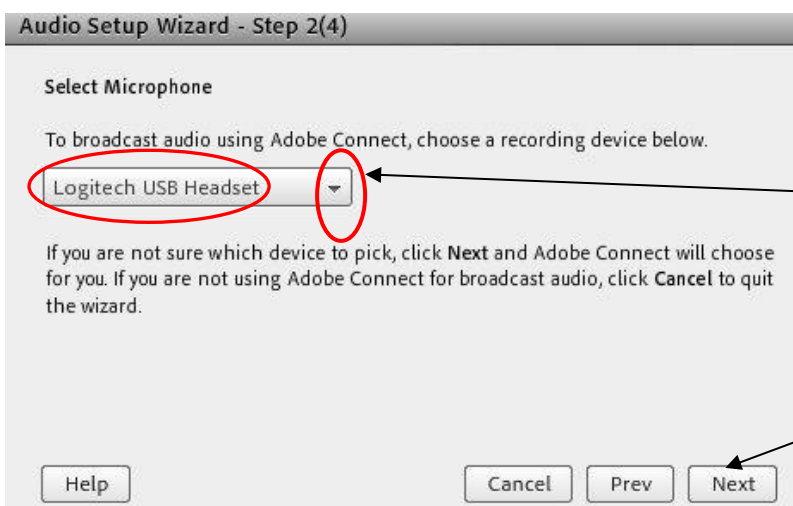 Audio Setup Wizard - Step 2(4)
Select Microphone
To broadcast audio using Adobe Connect, choose a recording device below.
Logitech USB Headset
If you are not sure which device to pick, click Next and Adobe Connect will choose
for you. If you are not using Adobe Connect for broadcast audio, click Cancel to quit
the wizard.
Help Cancel Prev Next